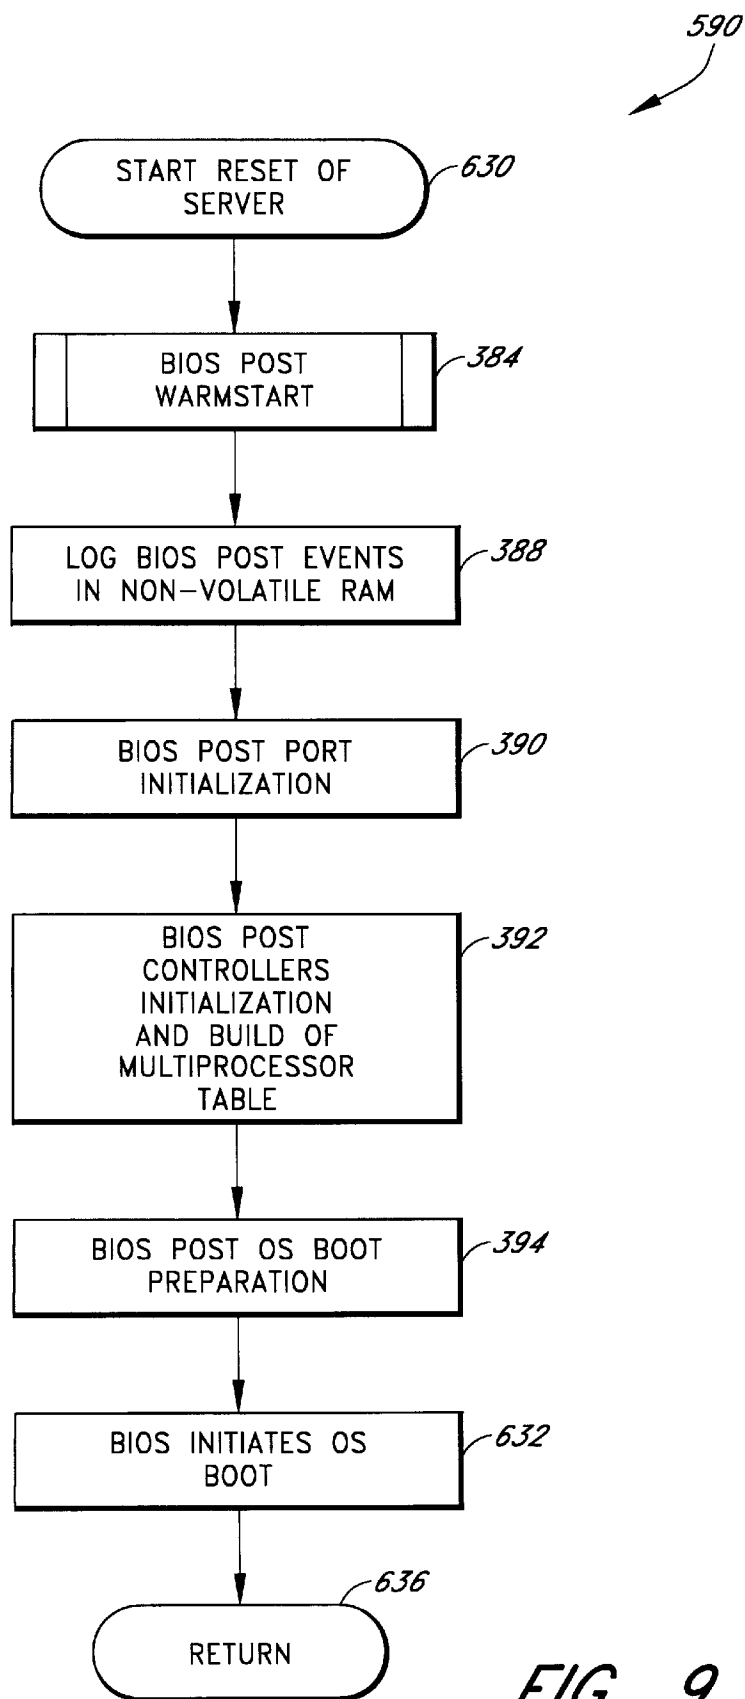 590
START RESET OF
SERVER
630
BIOS POST
WARMSTART
384
LOG BIOS POST EVENTS
IN NON-VOLATILE RAM
388
BIOS POST PORT
INITIALIZATION
390
BIOS POST
CONTROLLERS
INITIALIZATION
AND BUILD OF
MULTIPROCESSOR
TABLE
392
BIOS POST OS BOOT
PREPARATION
394
BIOS INITIATES OS
BOOT
632
RETURN
636
FIG. 9